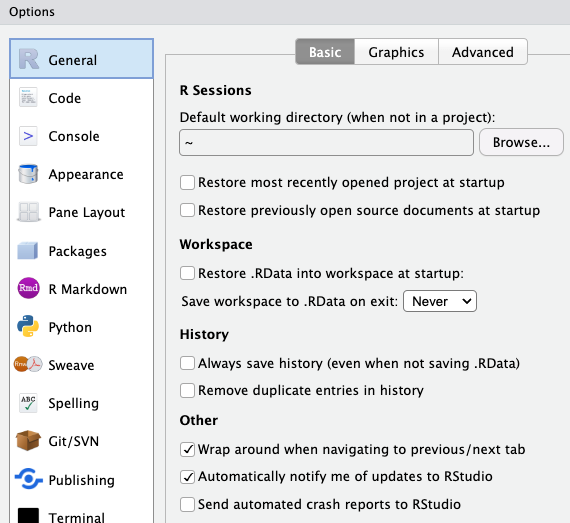 Options
General
Code
Console
Appearance
Pane Layout
Packages
Rmd R Markdown
Python
Rnw Sweave
ABC Spelling
Git/SVN
Publishing
Terminal
Basic Graphics Advanced
R Sessions
Default working directory (when not in a project):
~ Browse...
Restore most recently opened project at startup
Restore previously open source documents at startup
Workspace
Restore .RData into workspace at startup:
Save workspace to .RData on exit: Never
History
Always save history (even when not saving .RData)
Remove duplicate entries in history
Other
Wrap around when navigating to previous/next tab
Automatically notify me of updates to RStudio
Send automated crash reports to RStudio